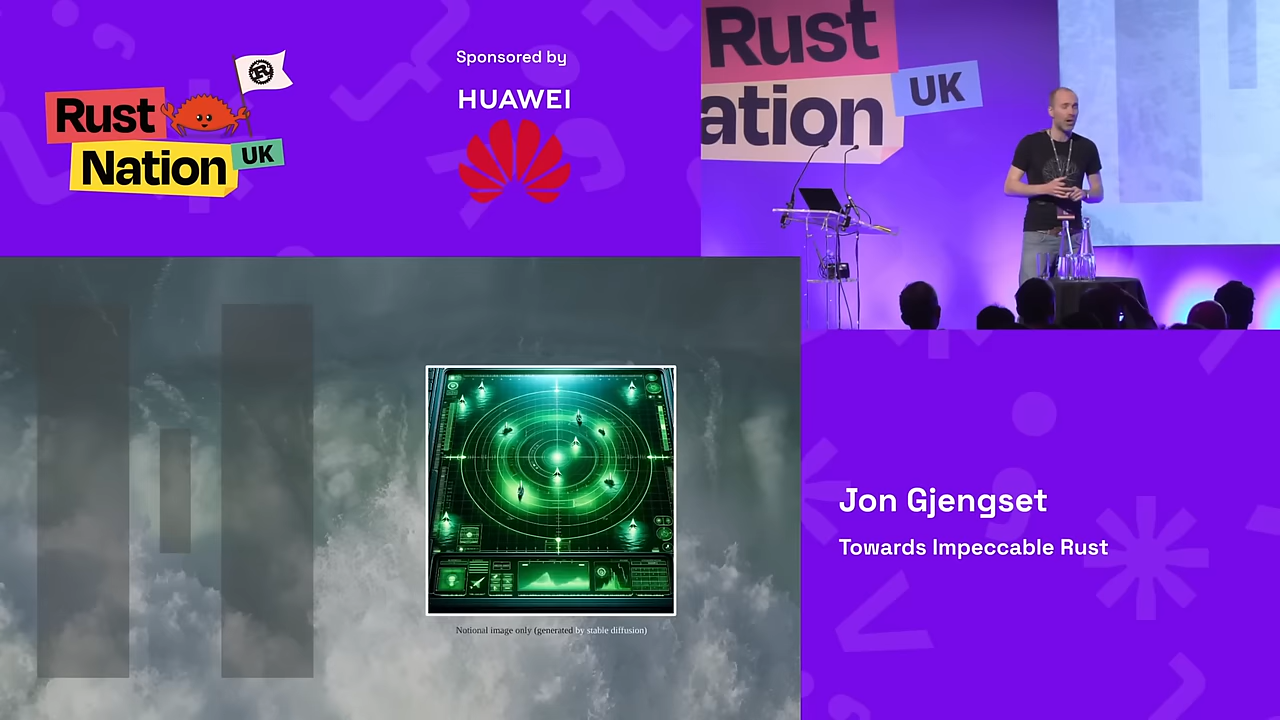 Rust
Nation
UK
Sponsored by
HUAWEI
Rust
ation
UK
Notional image only (generated by stable diffusion)
Jon Gjengset
Towards Impeccable Rust